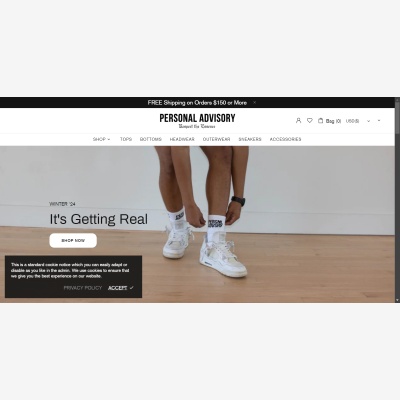 FREE Shipping on Orders $150 or More
PERSONAL ADVISORY
Bag (0)
USD ($)
SHOP
TOPS
BOTTOMS
HEADWEAR
OUTERWEAR
SNEAKERS
ACCESSORIES
WINTER '24
It's Getting Real
SHOP NOW
This is a standard cookie notice which you can easily adapt or
disable as you like in the admin. We use cookies to ensure that
we give you the best experience on our website.
PRIVACY POLICY
ACCEPT